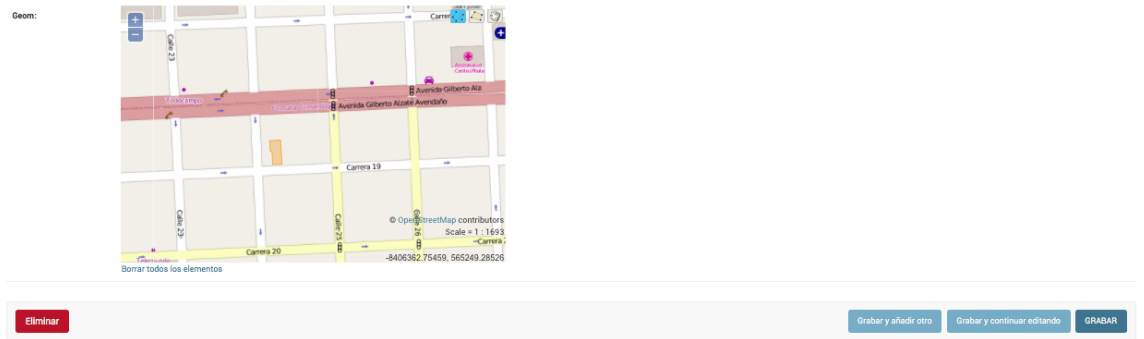 Geom:
+
−
Carrer
Calle 23
Avenida Gilberto Alz
Todocampo
Avenida Gilberto Alzate Avendaño
Carrera 19
Calle 23
Calle 25
Calle 26
© OpenStreetMap contributors
Scale = 1 : 1693
Carrera 20
Carrera
-8406362.75459, 565249.28526
Borrar todos los elementos
Eliminar
Grabar y añadir otro
Grabar y continuar editando
GRABAR